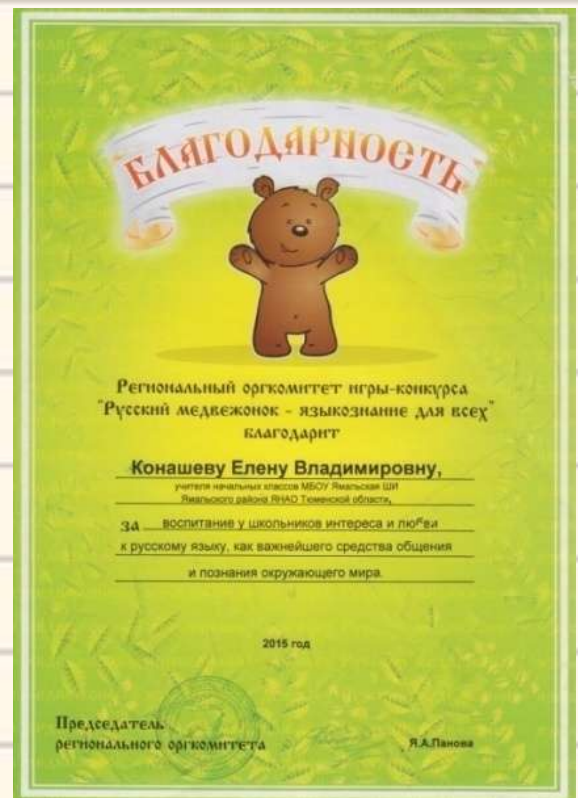 БЛАГОДАРНОСТЬ
Региональный оргкомитет игры-конкурса
"Русский медвежонок - языкознание для всех"
благодарит
Конашеву Елену Владимировну,
учителя начальных классов МБОУ Ямальская ШИ
Ямальского района ЯНАО Тюменской области,
за воспитание у школьников интереса и любви
к русскому языку, как важнейшего средства общения
и познания окружающего мира.
2015 год
Председатель
регионального оргкомитета Я.А.Панова